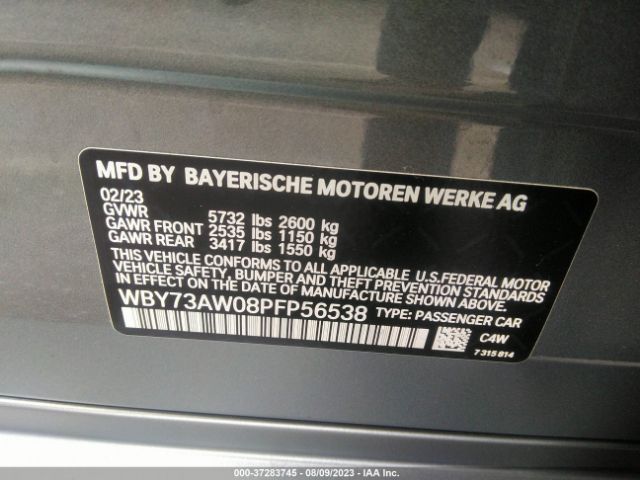 MFD BY BAYERISCHE MOTOREN WERKE AG
02/23
GVWR 5732 lbs 2600 kg
GAWR FRONT 2535 lbs 1150 kg
GAWR REAR 3417 lbs 1550 kg
THIS VEHICLE CONFORMS TO ALL APPLICABLE U.S.FEDERAL MOTOR
VEHICLE SAFETY, BUMPER AND THEFT PREVENTION STANDARDS
IN EFFECT ON THE DATE OF MANUFACTURE SHOWN ABOVE.
WBY73AW08PFP56538 TYPE: PASSENGER CAR
C4W
7315814
000-37283745 - 08/09/2023 - IAA Inc.